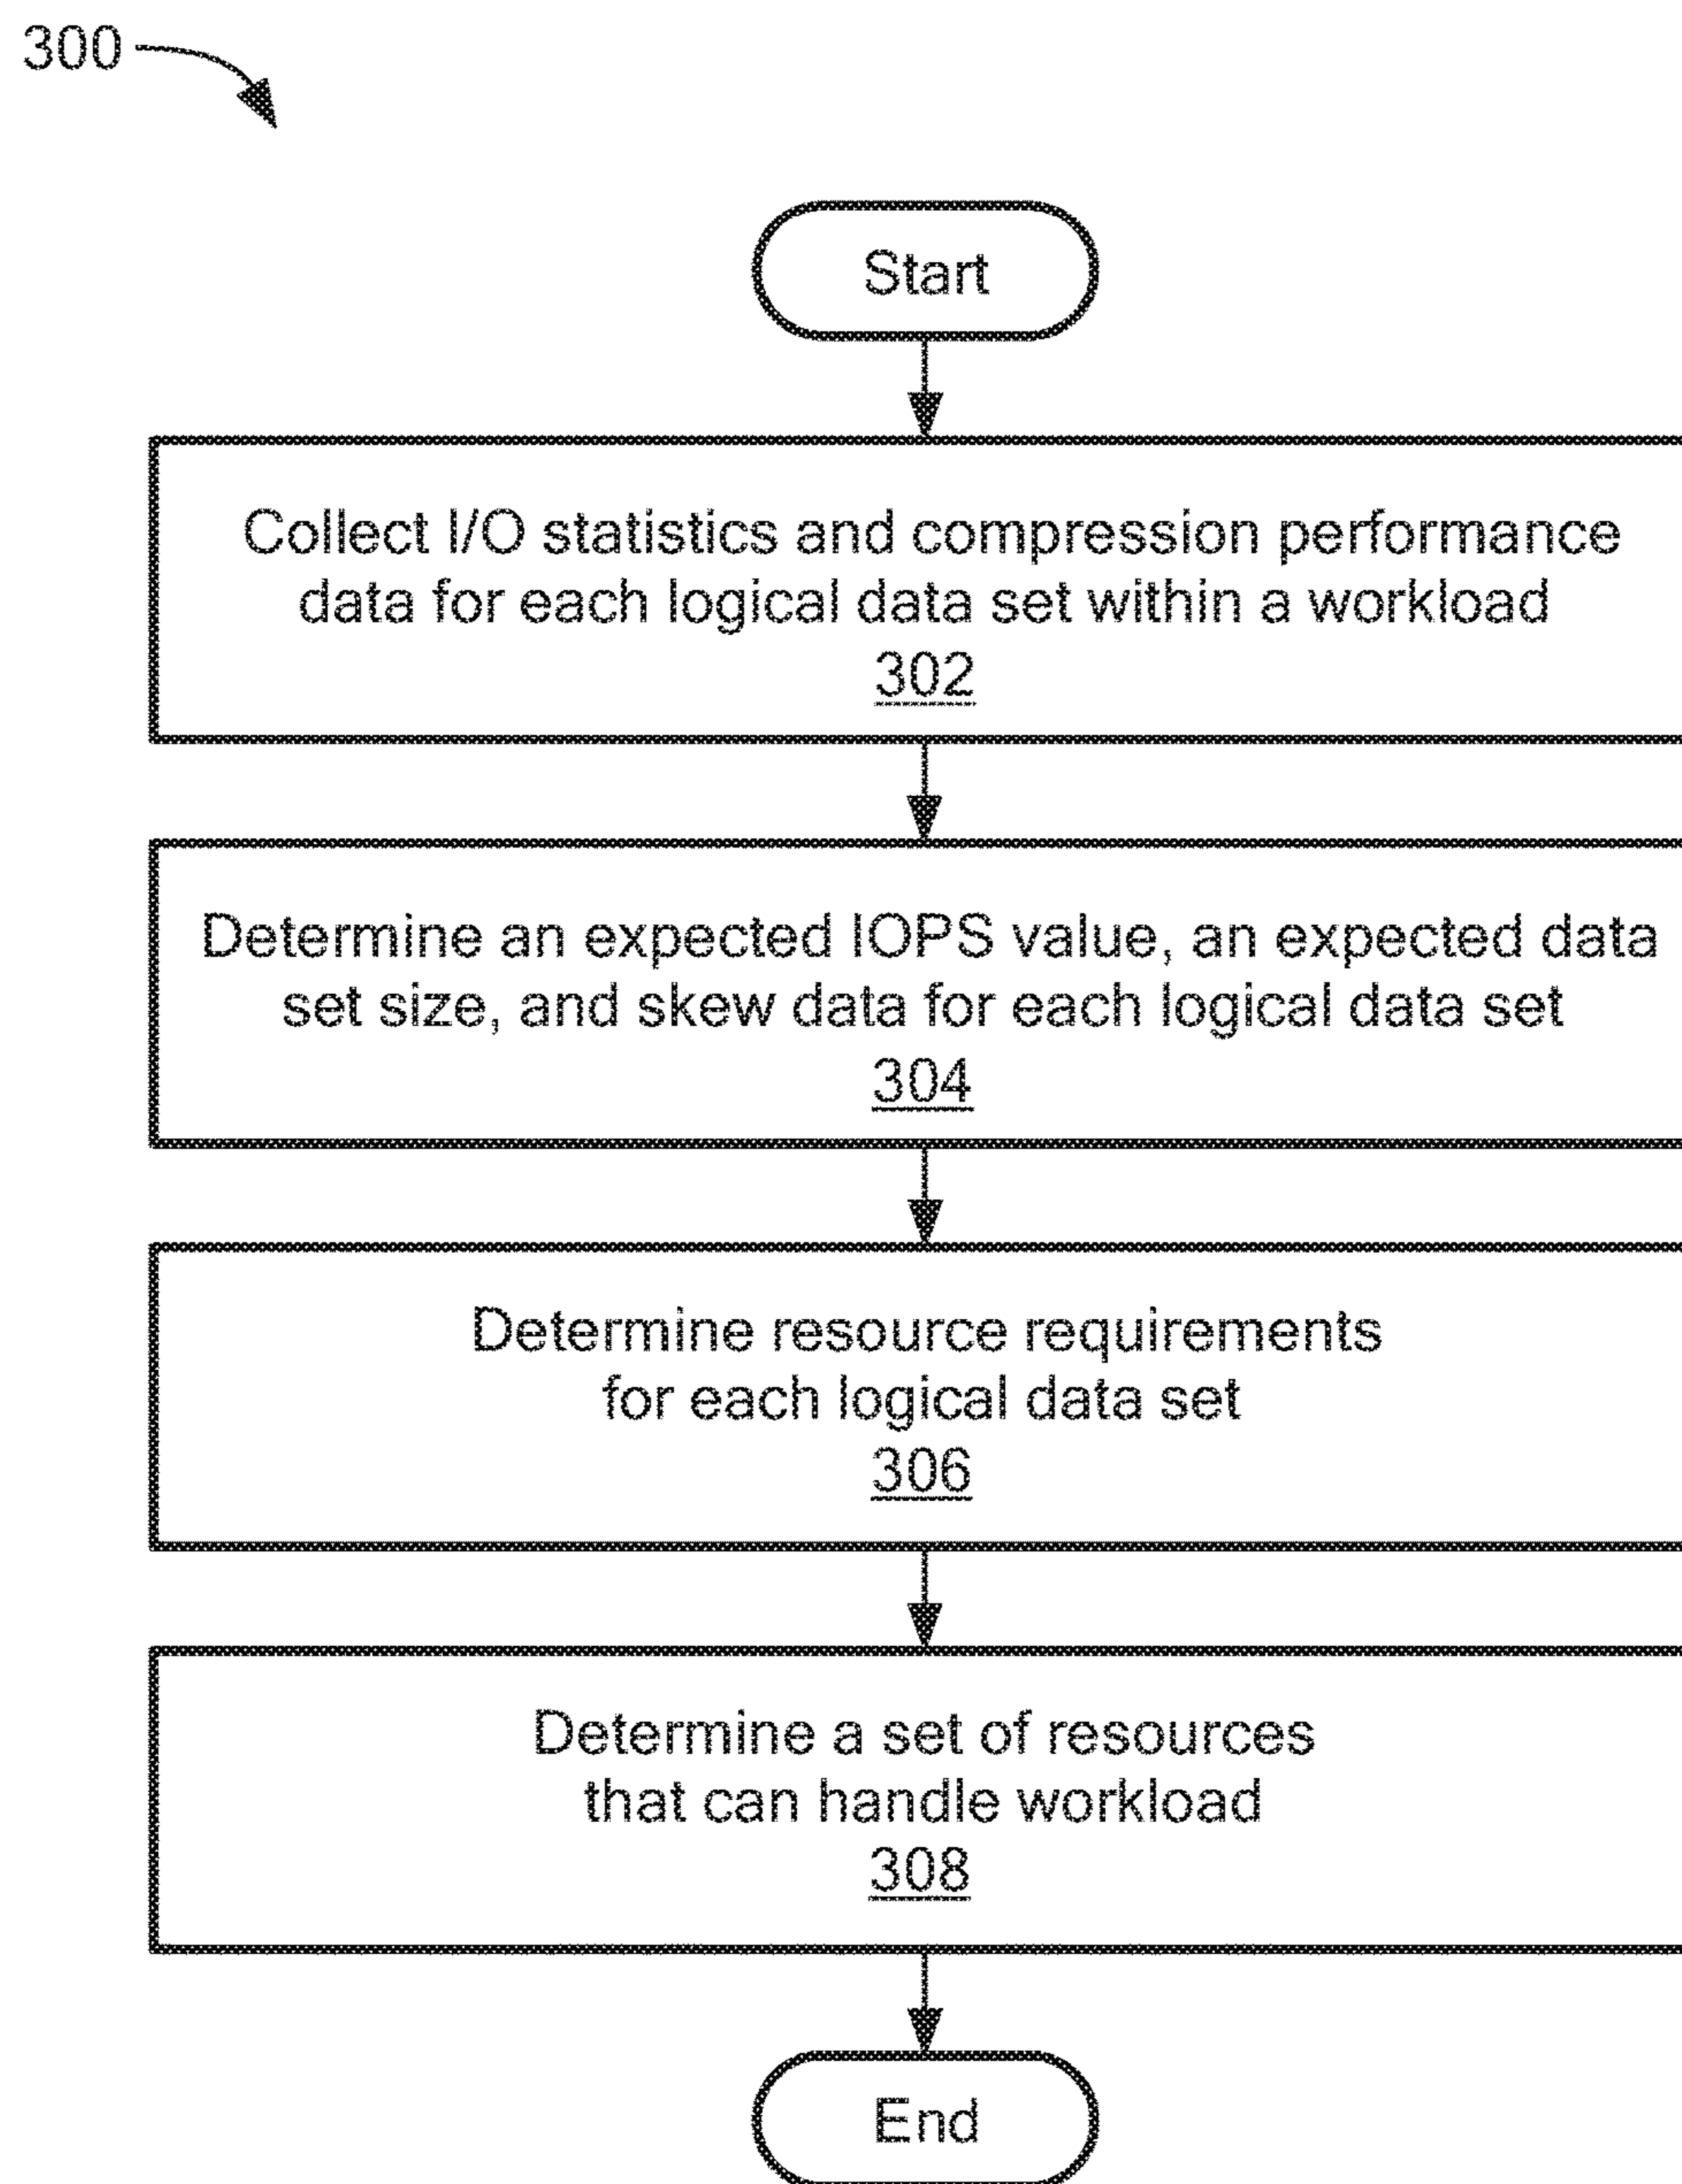 300
Start
Collect I/O statistics and compression performance
data for each logical data set within a workload
302
Determine an expected IOPS value, an expected data
set size, and skew data for each logical data set
304
Determine resource requirements
for each logical data set
306
Determine a set of resources
that can handle workload
308
End